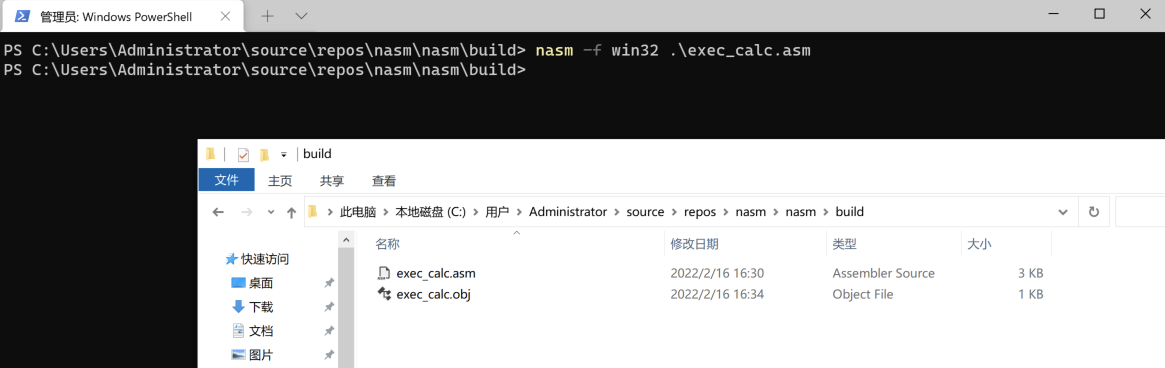 管理员: Windows PowerShell
PS C:\Users\Administrator\source\repos\nasm\nasm\build> nasm -f win32 .\exec_calc.asm
PS C:\Users\Administrator\source\repos\nasm\nasm\build>
build
文件 主页 共享 查看
此电脑 > 本地磁盘 (C:) > 用户 > Administrator > source > repos > nasm > nasm > build
名称 修改日期 类型 大小
快速访问
exec_calc.asm 2022/2/16 16:30 Assembler Source 3 KB
桌面
exec_calc.obj 2022/2/16 16:34 Object File 1 KB
下载
文档
图片